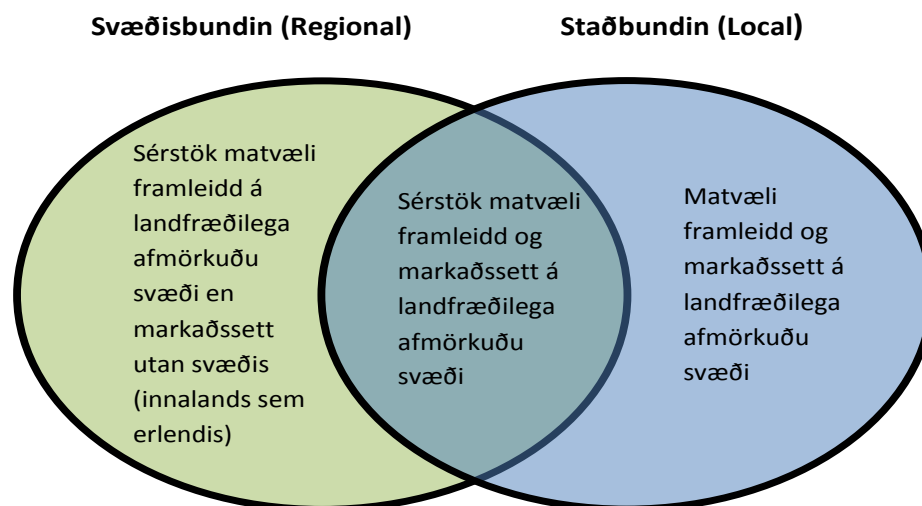 Svæðisbundin (Regional)
Staðbundin (Local)
Sérstök matvæli
framleidd á
landfræðilega
afmörkuðu
svæði en
markaðssett
utan svæðis
(innalands sem
erlendis)
Sérstök matvæli
framleidd og
markaðssett á
landfræðilega
afmörkuðu
svæði
Matvæli
framleidd og
markaðssett á
landfræðilega
afmörkuðu
svæði